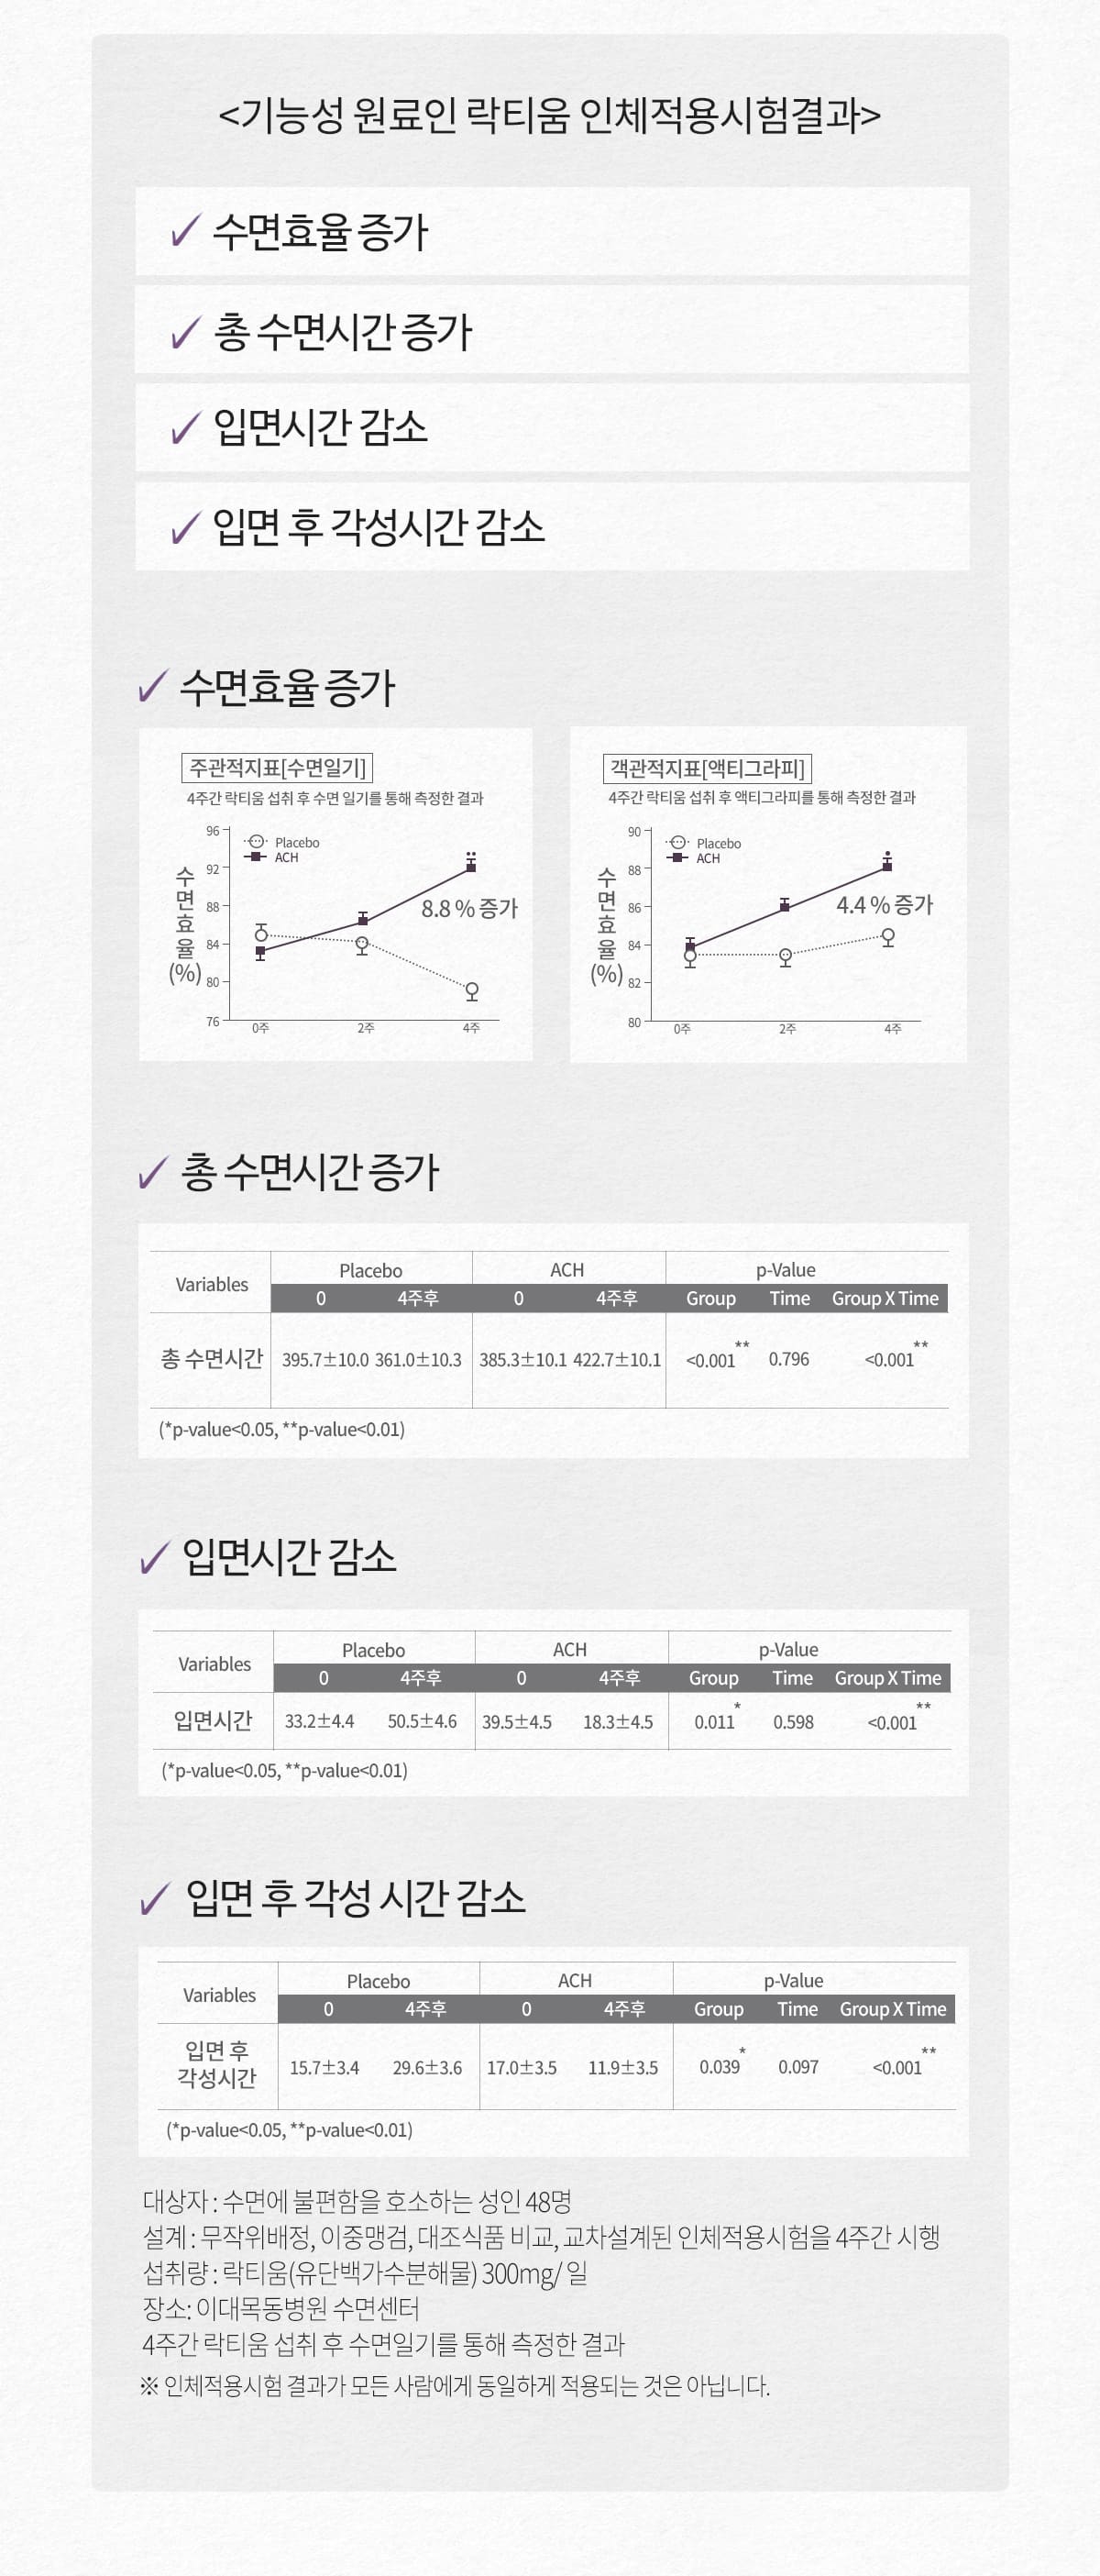 <기능성 원료인 락티움 인체적용시험결과>
수면효율 증가
총 수면시간 증가
입면시간 감소
입면 후 각성시간 감소
수면효율 증가
주관적지표[수면일기]
4주간 락티움 섭취 후 수면 일기를 통해 측정한 결과
Placebo
ACH
수면효율(%)
96
92
88
84
80
76
8.8 % 증가
0주 2주 4주
객관적지표[액티그라피]
4주간 락티움 섭취 후 액티그라피를 통해 측정한 결과
Placebo
ACH
수면효율(%)
90
88
86
84
82
80
4.4 % 증가
0주 2주 4주
총 수면시간 증가
Variables Placebo ACH p-Value
0 4주후 0 4주후 Group Time Group X Time
총 수면시간 395.7±10.0 361.0±10.3 385.3±10.1 422.7±10.1 <0.001** 0.796 <0.001**
(*p-value<0.05, **p-value<0.01)
입면시간 감소
Variables Placebo ACH p-Value
0 4주후 0 4주후 Group Time Group X Time
입면시간 33.2±4.4 50.5±4.6 39.5±4.5 18.3±4.5 0.011* 0.598 <0.001**
(*p-value<0.05, **p-value<0.01)
입면 후 각성 시간 감소
Variables Placebo ACH p-Value
0 4주후 0 4주후 Group Time Group X Time
입면 후
각성시간 15.7±3.4 29.6±3.6 17.0±3.5 11.9±3.5 0.039* 0.097 <0.001**
(*p-value<0.05, **p-value<0.01)
대상자 : 수면에 불편함을 호소하는 성인 48명
설계 : 무작위배정, 이중맹검, 대조식품 비교, 교차설계된 인체적용시험을 4주간 시행
섭취량 : 락티움(유단백가수분해물) 300mg/ 일
장소: 이대목동병원 수면센터
4주간 락티움 섭취 후 수면일기를 통해 측정한 결과
※ 인체적용시험 결과가 모든 사람에게 동일하게 적용되는 것은 아닙니다.